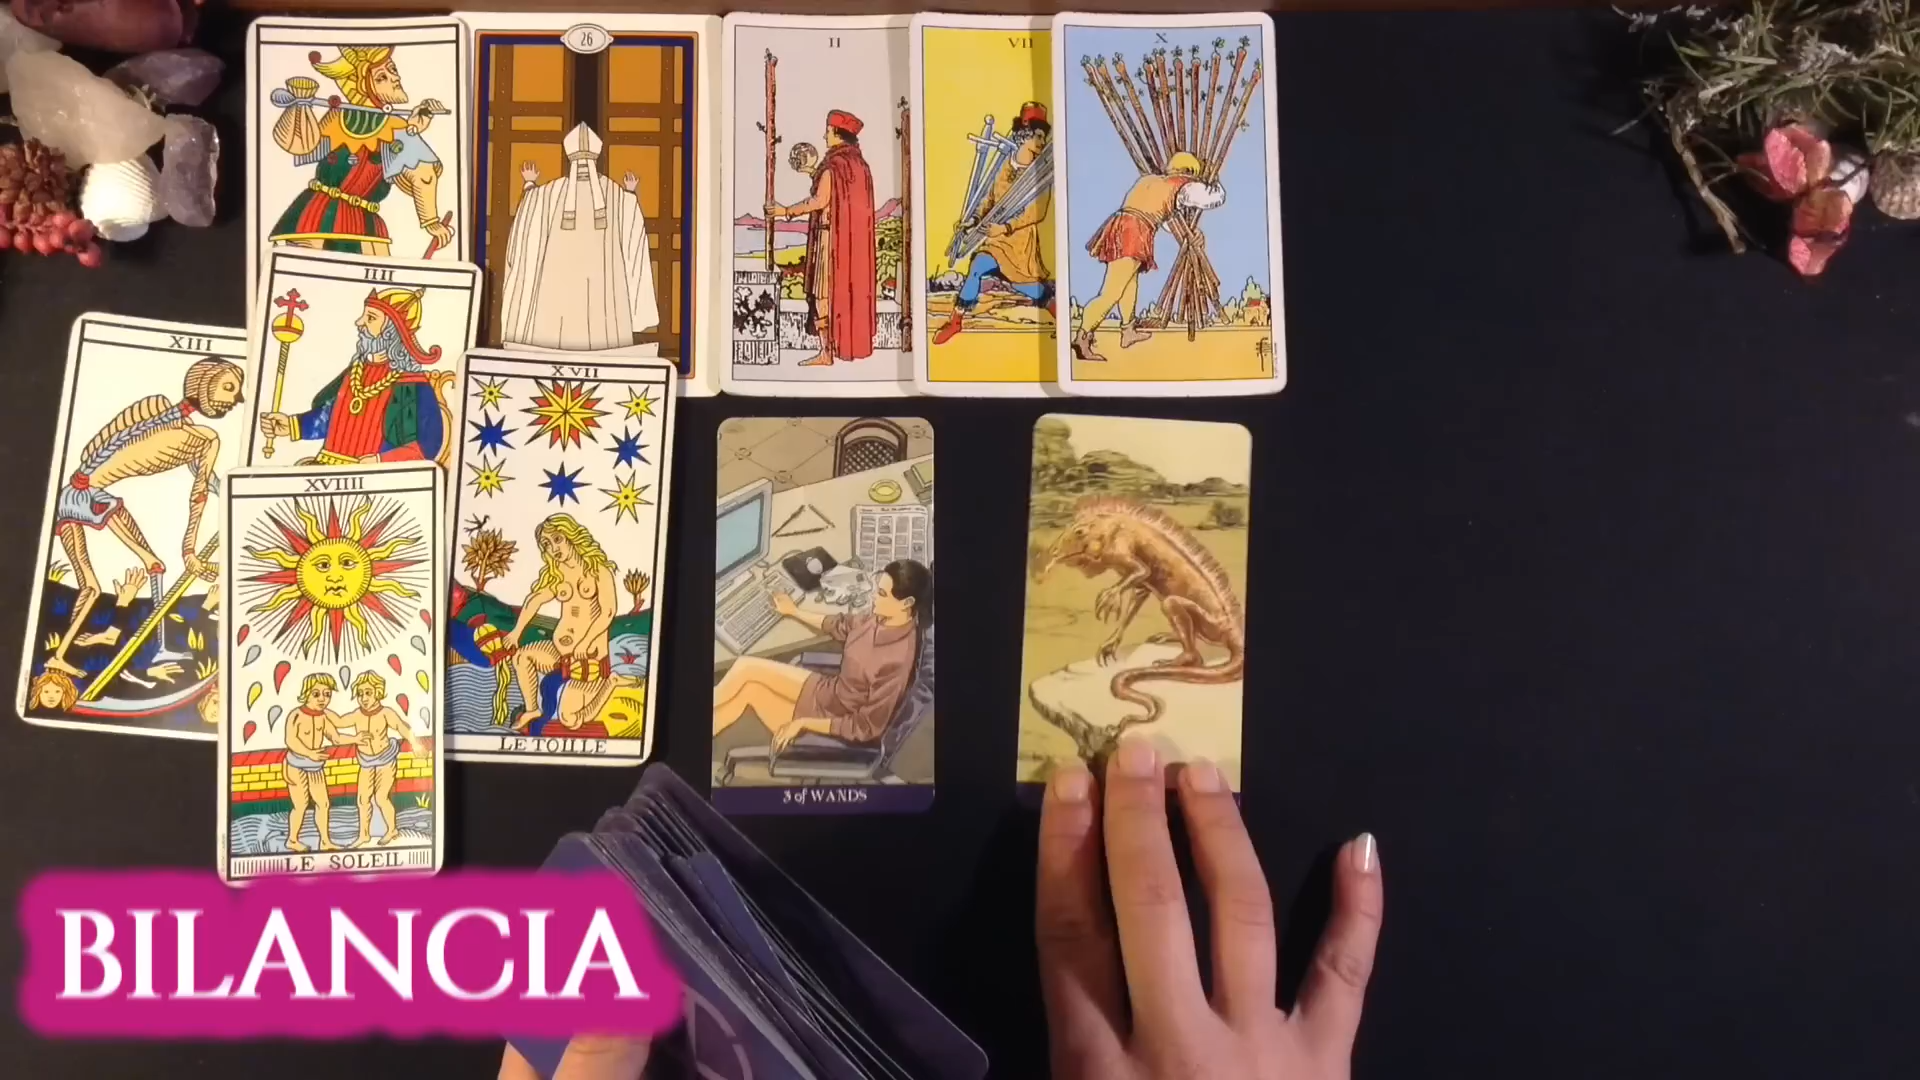 26
II
VII
X
IIII
XIII
XVII
XVIIII
LE TOILLE
3 of WANDS
LE SOLEIL
BILANCIA